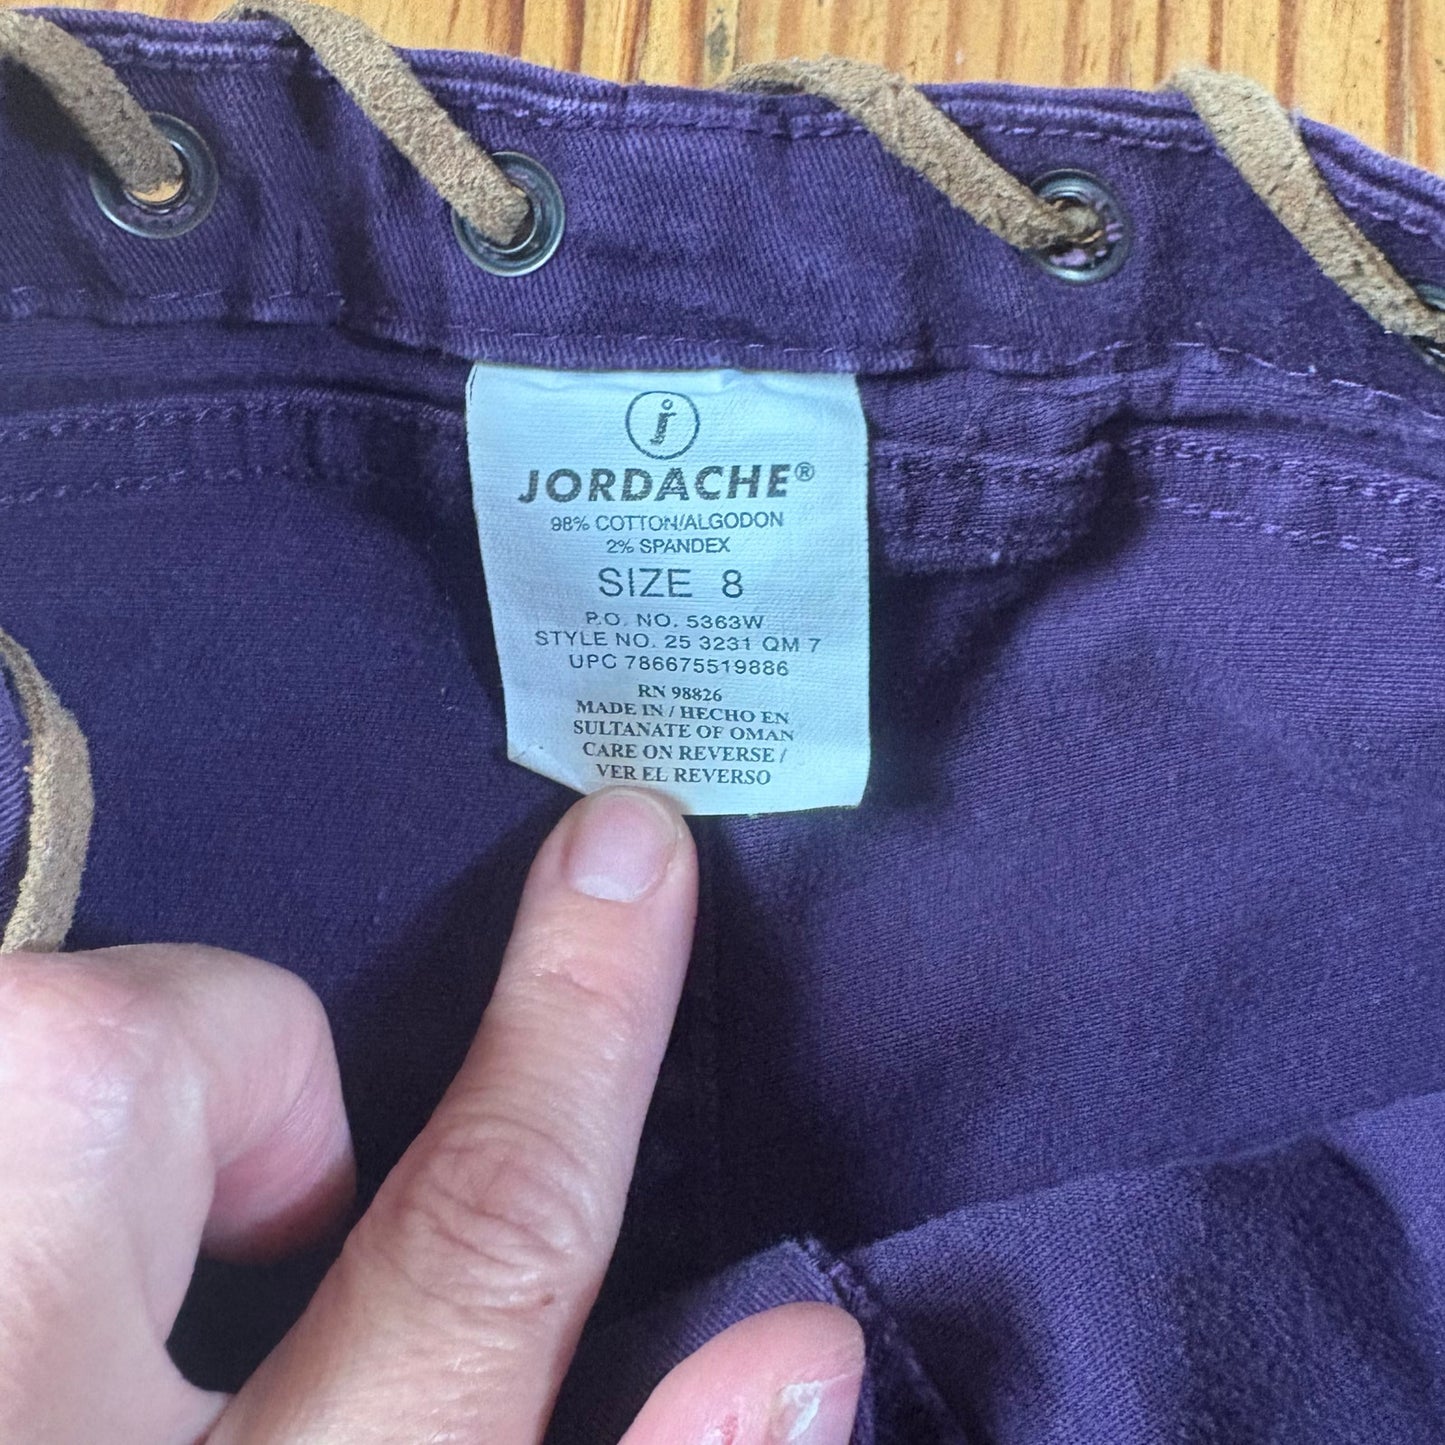 j
JORDACHE®
98% COTTON/ALGODON
2% SPANDEX
SIZE 8
P.O. NO. 5363W
STYLE NO. 25 3231 QM 7
UPC 786675519886
RN 98826
MADE IN / HECHO EN
SULTANATE OF OMAN
CARE ON REVERSE /
VER EL REVERSO